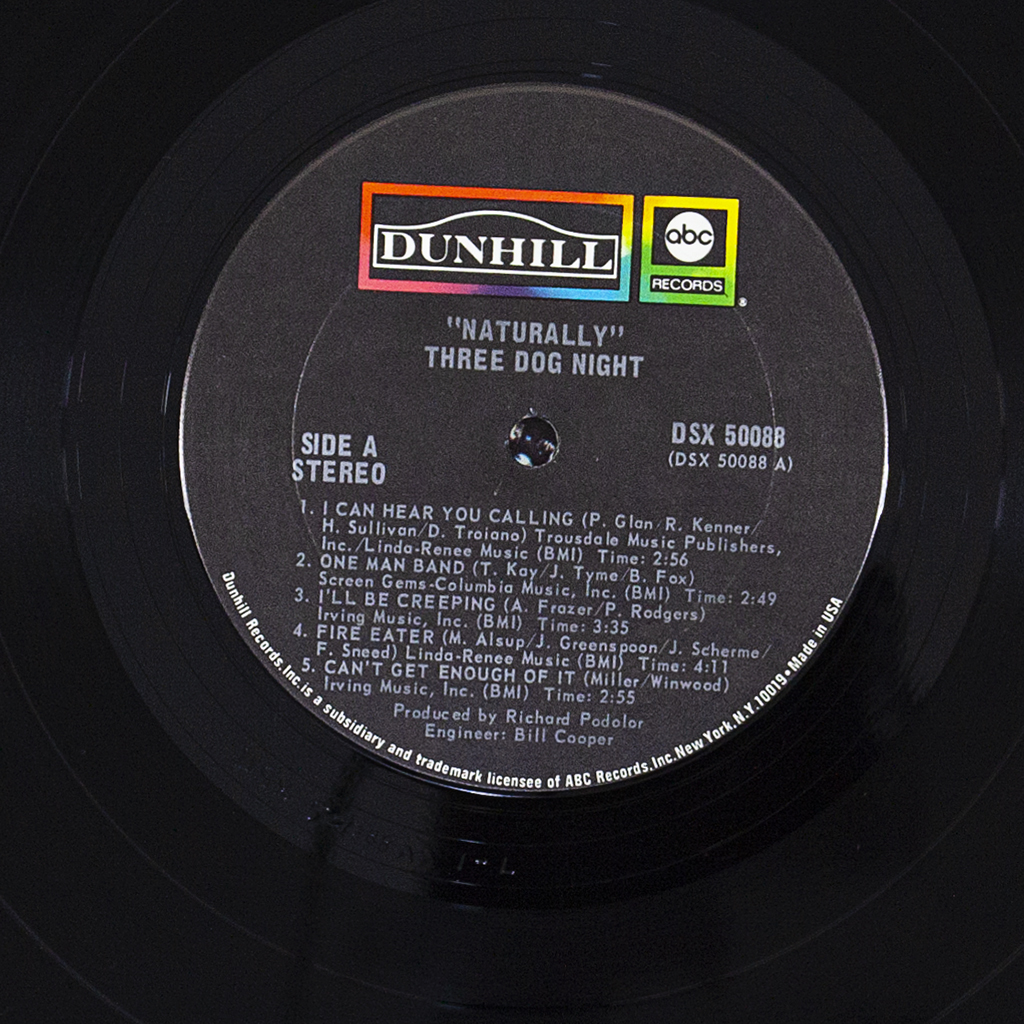 DUNHILL
abc
RECORDS
®
"NATURALLY"
THREE DOG NIGHT
SIDE A
STEREO
DSX 50088
(DSX 50088 A)
1. I CAN HEAR YOU CALLING (P. Glan/R. Kenner/
H. Sullivan/D. Troiano) Trousdale Music Publishers,
Inc./Linda-Renee Music (BMI) Time: 2:56
2. ONE MAN BAND (T. Kay/J. Tyme/B. Fox)
Screen Gems-Columbia Music, Inc. (BMI) Time: 2:49
3. I'LL BE CREEPING (A. Frazer/P. Rodgers)
Irving Music, Inc. (BMI) Time: 3:35
4. FIRE EATER (M. Alsup/J. Greenspoon/J. Scherme/
F. Sneed) Linda-Renee Music (BMI) Time: 4:11
5. CAN'T GET ENOUGH OF IT (Miller/Winwood)
Irving Music, Inc. (BMI) Time: 2:55
Produced by Richard Podolor
Engineer: Bill Cooper
Dunhill Records, Inc. is a subsidiary and trademark licensee of ABC Records, Inc. New York, N.Y. 10019 • Made in USA